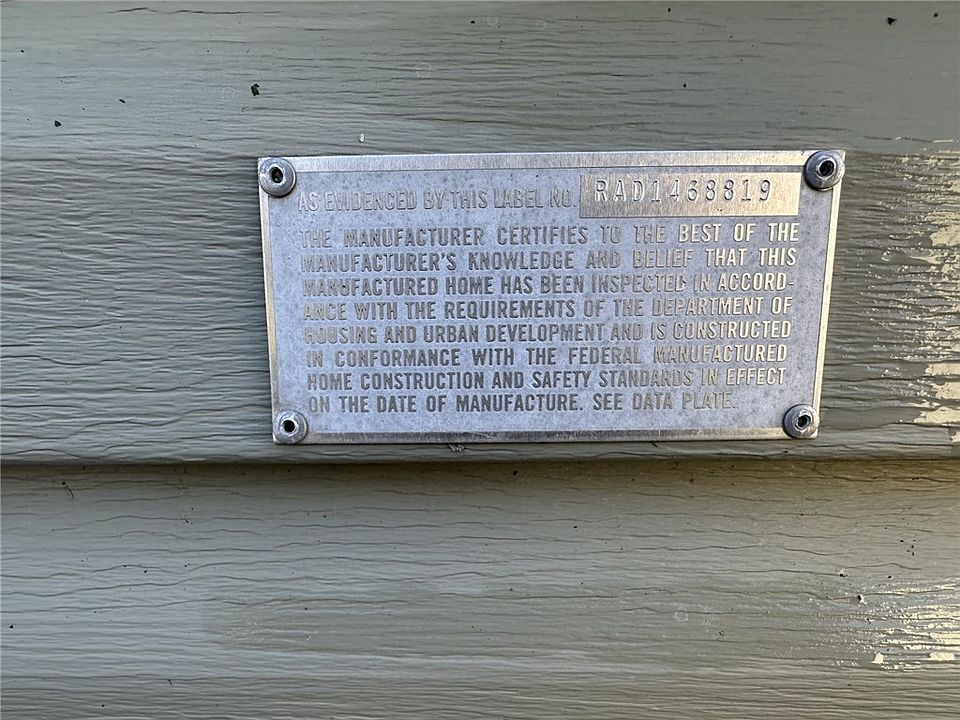 AS EVIDENCED BY THIS LABEL NO. RAD1468819
THE MANUFACTURER CERTIFIES TO THE BEST OF THE
MANUFACTURER'S KNOWLEDGE AND BELIEF THAT THIS
MANUFACTURED HOME HAS BEEN INSPECTED IN ACCORD-
ANCE WITH THE REQUIREMENTS OF THE DEPARTMENT OF
HOUSING AND URBAN DEVELOPMENT AND IS CONSTRUCTED
IN CONFORMANCE WITH THE FEDERAL MANUFACTURED
HOME CONSTRUCTION AND SAFETY STANDARDS IN EFFECT
ON THE DATE OF MANUFACTURE. SEE DATA PLATE.